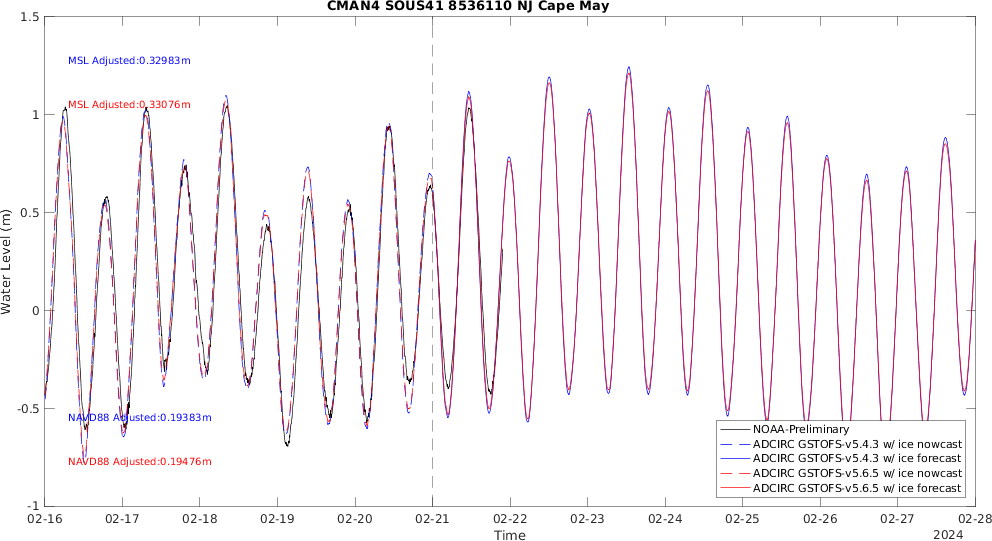 CMAN4 SOUS41 8536110 NJ Cape May
1.5
1
0.5
0
-0.5
-1
Water Level (m)
MSL Adjusted:0.32983m
MSL Adjusted:0.33076m
NAVD88 Adjusted:0.19383m
NAVD88 Adjusted:0.19476m
NOAA-Preliminary
ADCIRC GSTOFS-v5.4.3 w/ ice nowcast
ADCIRC GSTOFS-v5.4.3 w/ ice forecast
ADCIRC GSTOFS-v5.6.5 w/ ice nowcast
ADCIRC GSTOFS-v5.6.5 w/ ice forecast
02-16 02-17 02-18 02-19 02-20 02-21 02-22 02-23 02-24 02-25 02-26 02-27 02-28
Time
2024